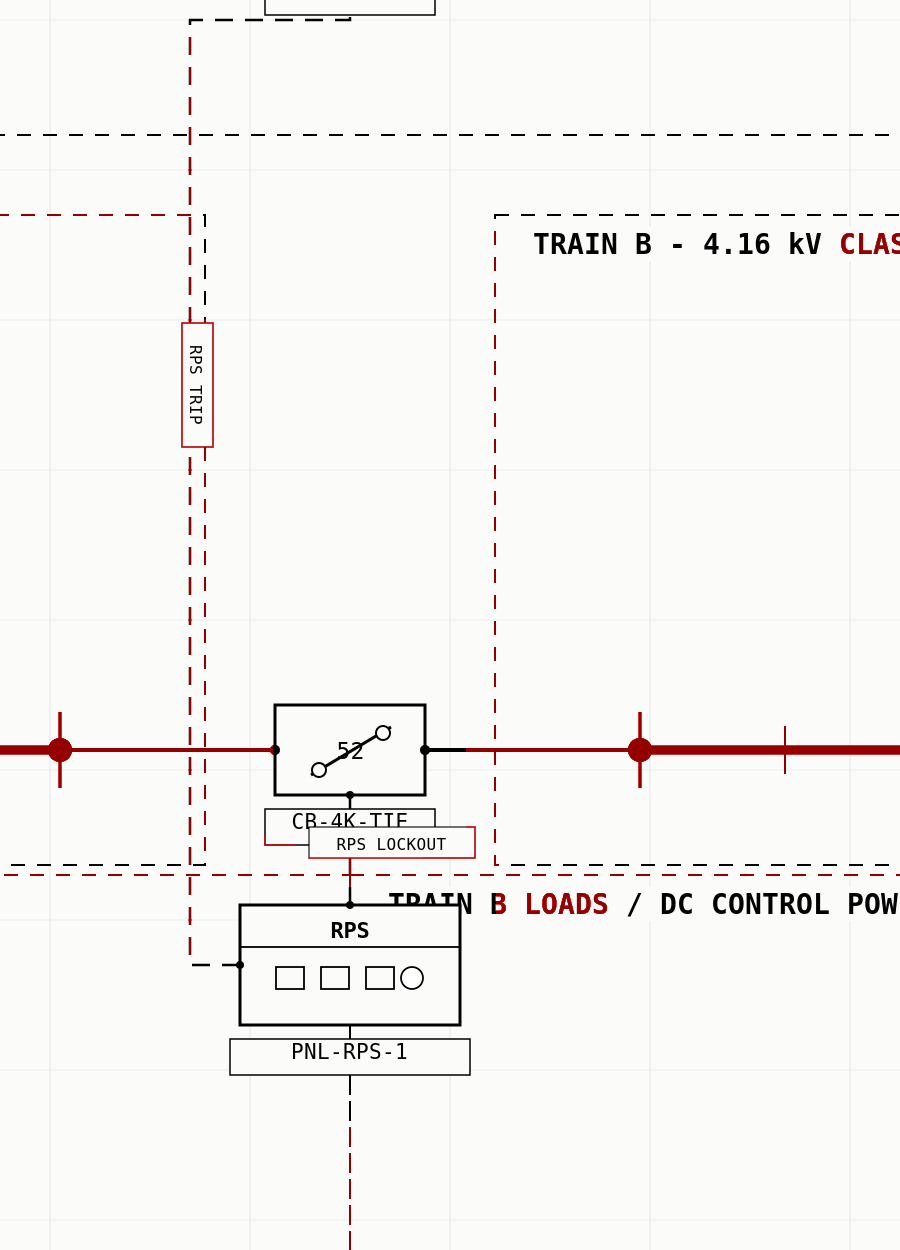 TRAIN B - 4.16 kV CLAS
RPS TRIP
52
CB-4K-TIE
RPS LOCKOUT
TRAIN B LOADS / DC CONTROL POW
RPS
PNL-RPS-1